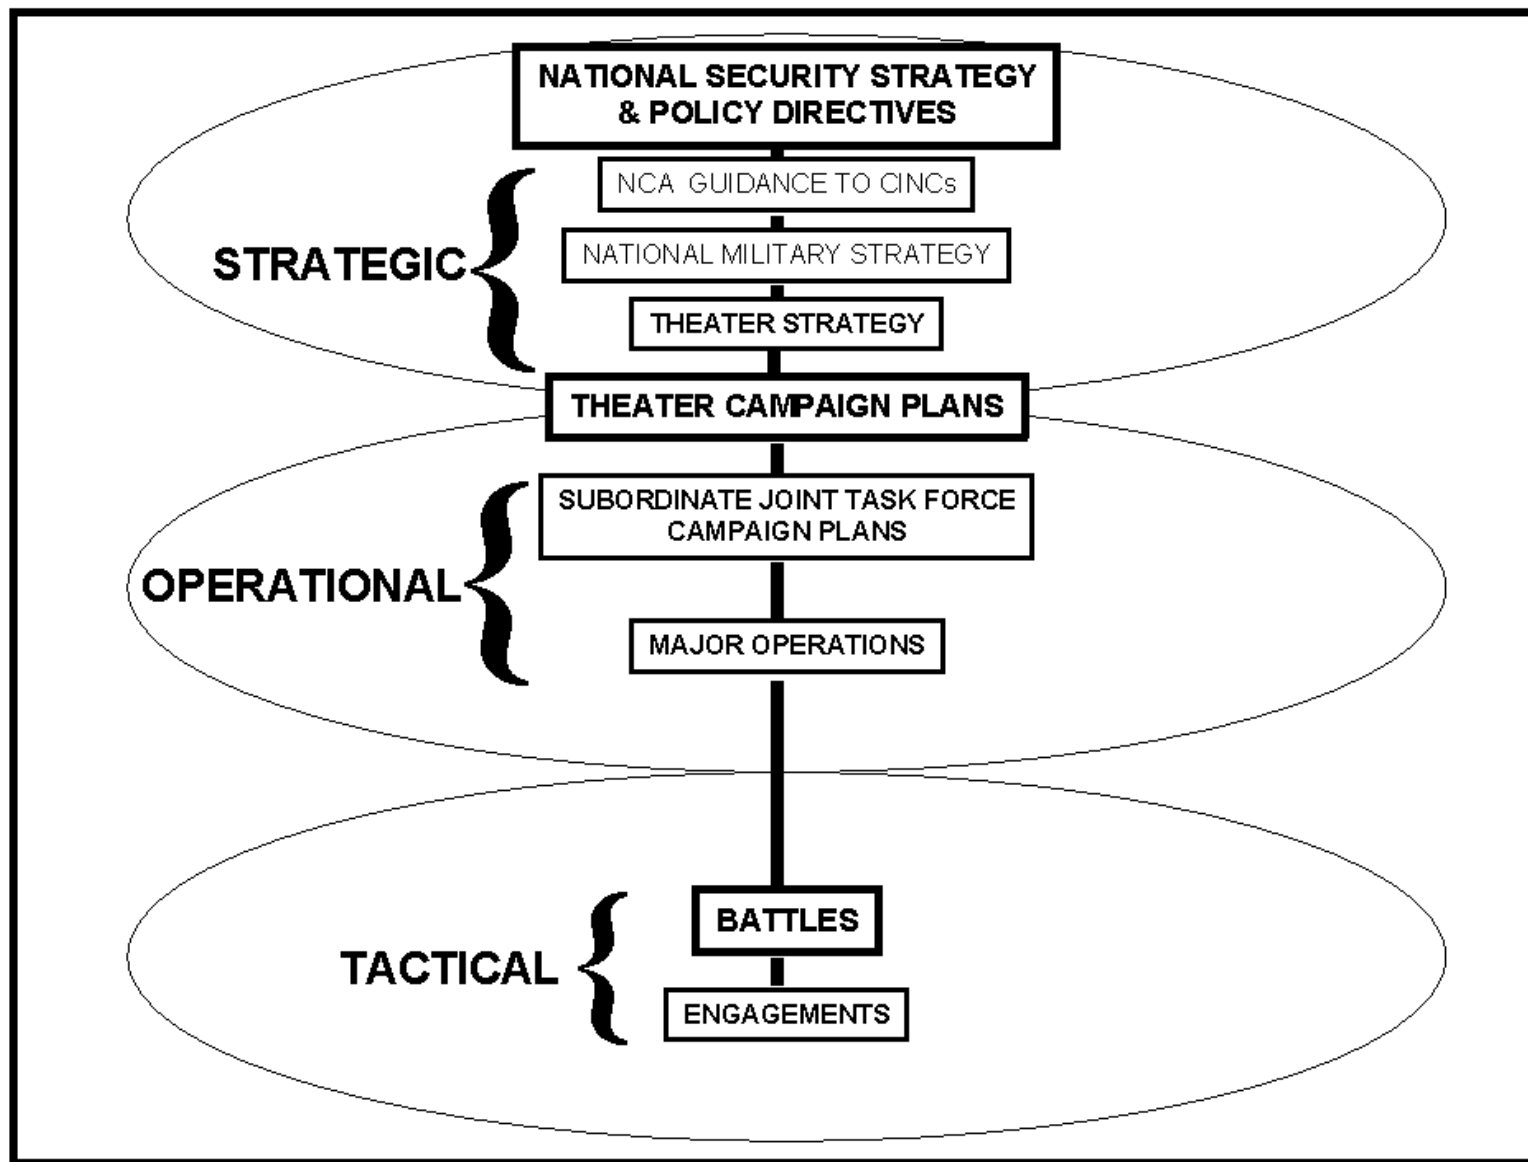 NATIONAL SECURITY STRATEGY
& POLICY DIRECTIVES
NCA GUIDANCE TO CINCs
STRATEGIC
NATIONAL MILITARY STRATEGY
THEATER STRATEGY
THEATER CAMPAIGN PLANS
SUBORDINATE JOINT TASK FORCE
CAMPAIGN PLANS
OPERATIONAL
MAJOR OPERATIONS
BATTLES
TACTICAL
ENGAGEMENTS